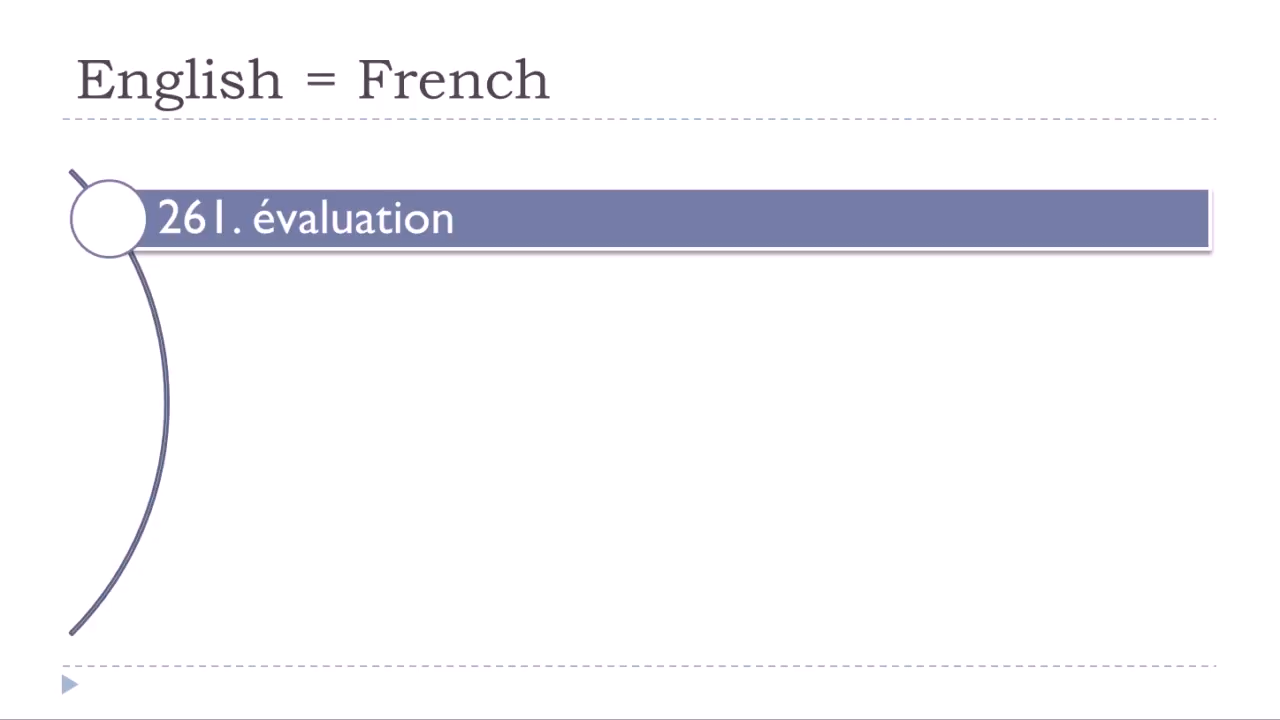 English = French
261. évaluation